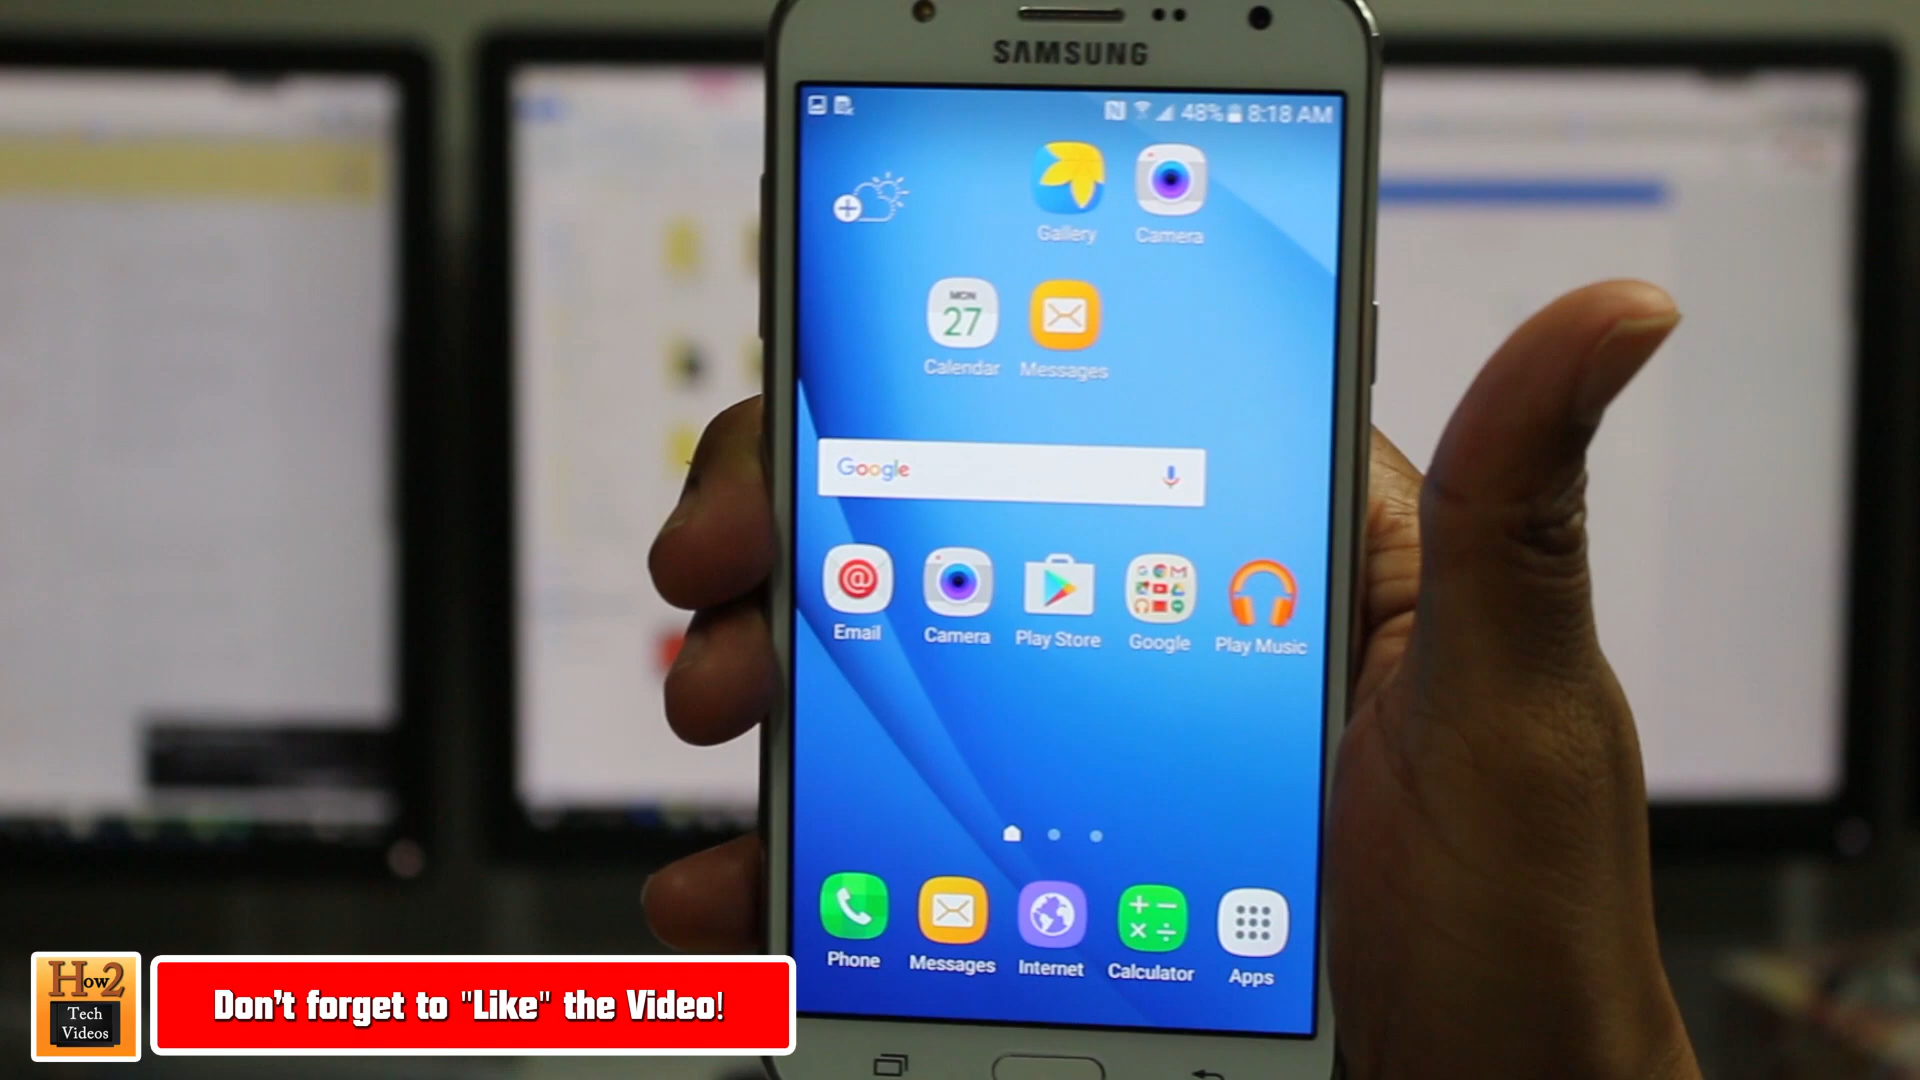 SAMSUNG
48% 8:18 AM
Gallery
Camera
MON
27
Calendar
Messages
Google
Email
Camera
Play Store
Google
Play Music
Phone
Messages
Internet
Calculator
Apps
How2
Tech
Videos
Don't forget to "Like" the Video!